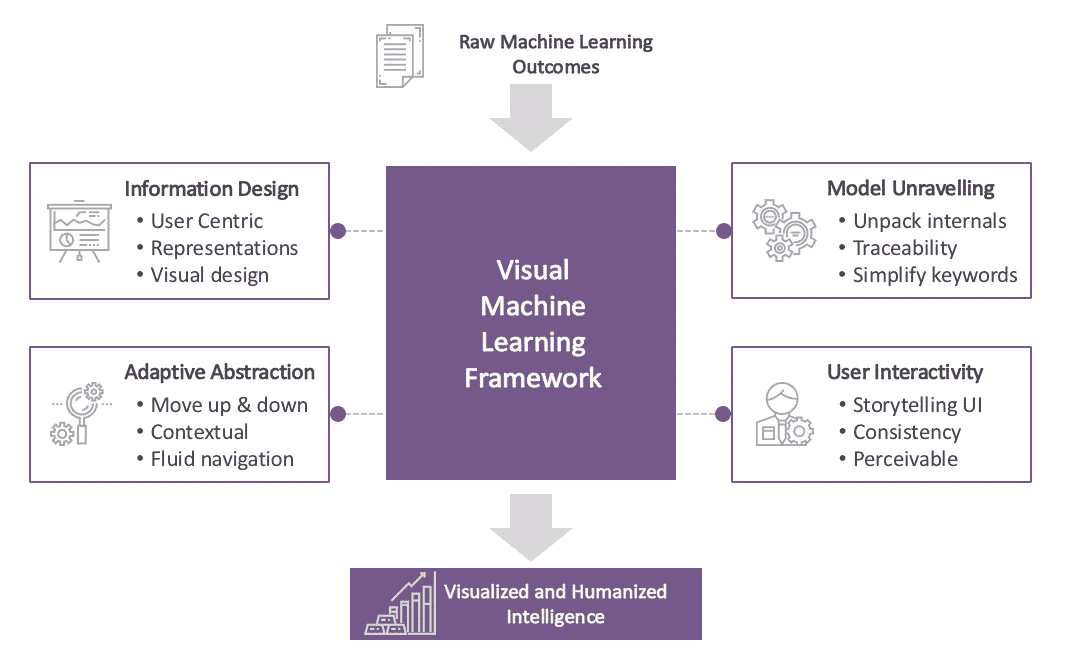 Raw Machine Learning
Outcomes
Information Design
• User Centric
• Representations
• Visual design
Adaptive Abstraction
• Move up & down
• Contextual
• Fluid navigation
Visual
Machine
Learning
Framework
Model Unravelling
• Unpack internals
• Traceability
• Simplify keywords
User Interactivity
• Storytelling UI
• Consistency
• Perceivable
Visualized and Humanized
Intelligence